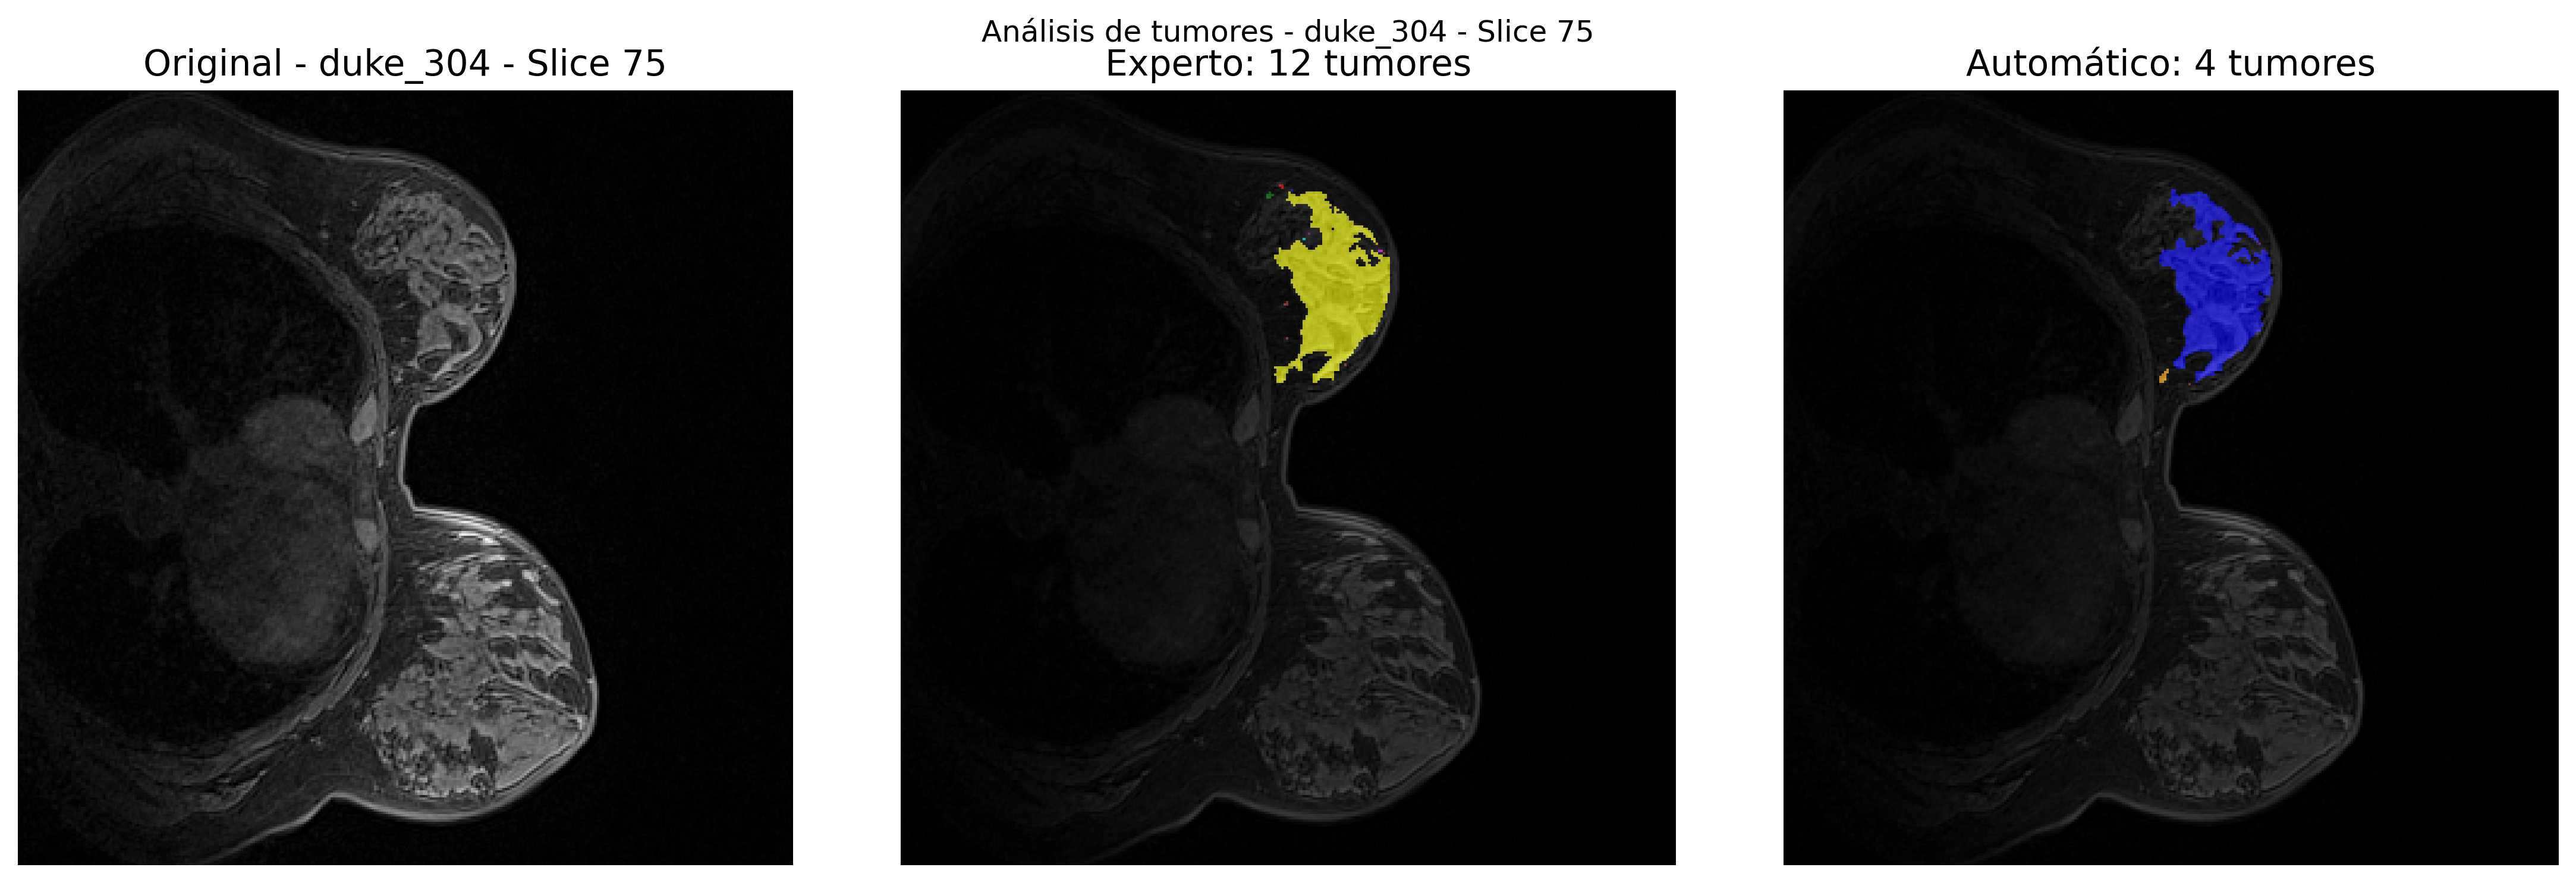 Análisis de tumores - duke_304 - Slice 75
Original - duke_304 - Slice 75
Experto: 12 tumores
Automático: 4 tumores